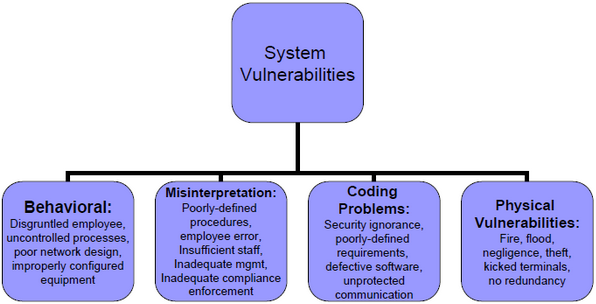 System
Vulnerabilities
Behavioral:
Disgruntled employee,
uncontrolled processes,
poor network design,
improperly configured
equipment
Misinterpretation:
Poorly-defined
procedures,
employee error,
Insufficient staff,
Inadequate mgmt,
Inadequate compliance
enforcement
Coding
Problems:
Security ignorance,
poorly-defined
requirements,
defective software,
unprotected
communication
Physical
Vulnerabilities:
Fire, flood,
negligence, theft,
kicked terminals,
no redundancy